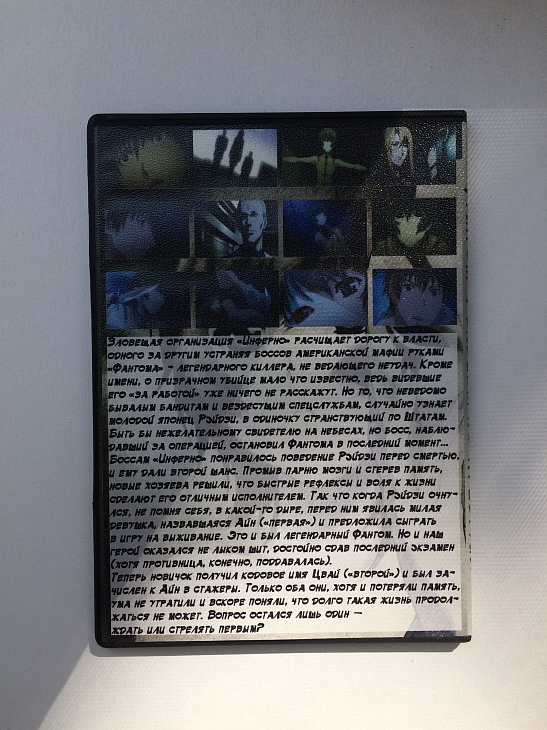 Зловещая организация «Инферно» расчищает дорогу к власти,
одного за другим устраняя боссов американской мафии руками
«Фантома» – легендарного киллера, не ведающего неудач. Кроме
имени, о призрачном убийце мало что известно, ведь видевшие
его «за работой» уже ничего не расскажут. Но то, что неведомо
бывалым бандитам и вездесущим спецслужбам, случайно узнает
молодой японец Рэйдзи, в одиночку странствующий по Штатам.
Быть бы нежелательному свидетелю на небесах, но босс, наблю-
давший за операцией, остановил Фантома в последний момент...
Боссам «Инферно» понравилось поведение Рэйдзи перед смертью,
и ему дали второй шанс. Промыв парню мозги и стерев память,
новые хозяева решили, что быстрые рефлексы и воля к жизни
сделают его отличным исполнителем. Так что когда Рэйдзи очну-
лся, не помня себя, в какой-то дыре, перед ним явилась милая
девушка, назвавшаяся Айн («первая») и предложила сыграть
в игру на выживание. Это и был легендарный Фантом. Но и наш
герой оказался не лыком шит, достойно сдав последний экзамен
(хотя противница, конечно, поддавалась).
Теперь новичок получил кодовое имя Цвай («второй») и был за-
числен к Айн в стажеры. Только оба они, хотя и потеряли память,
ума не утратили и вскоре поняли, что долго такая жизнь продол-
жаться не может. Вопрос остался лишь один –
ждать или стрелять первым?